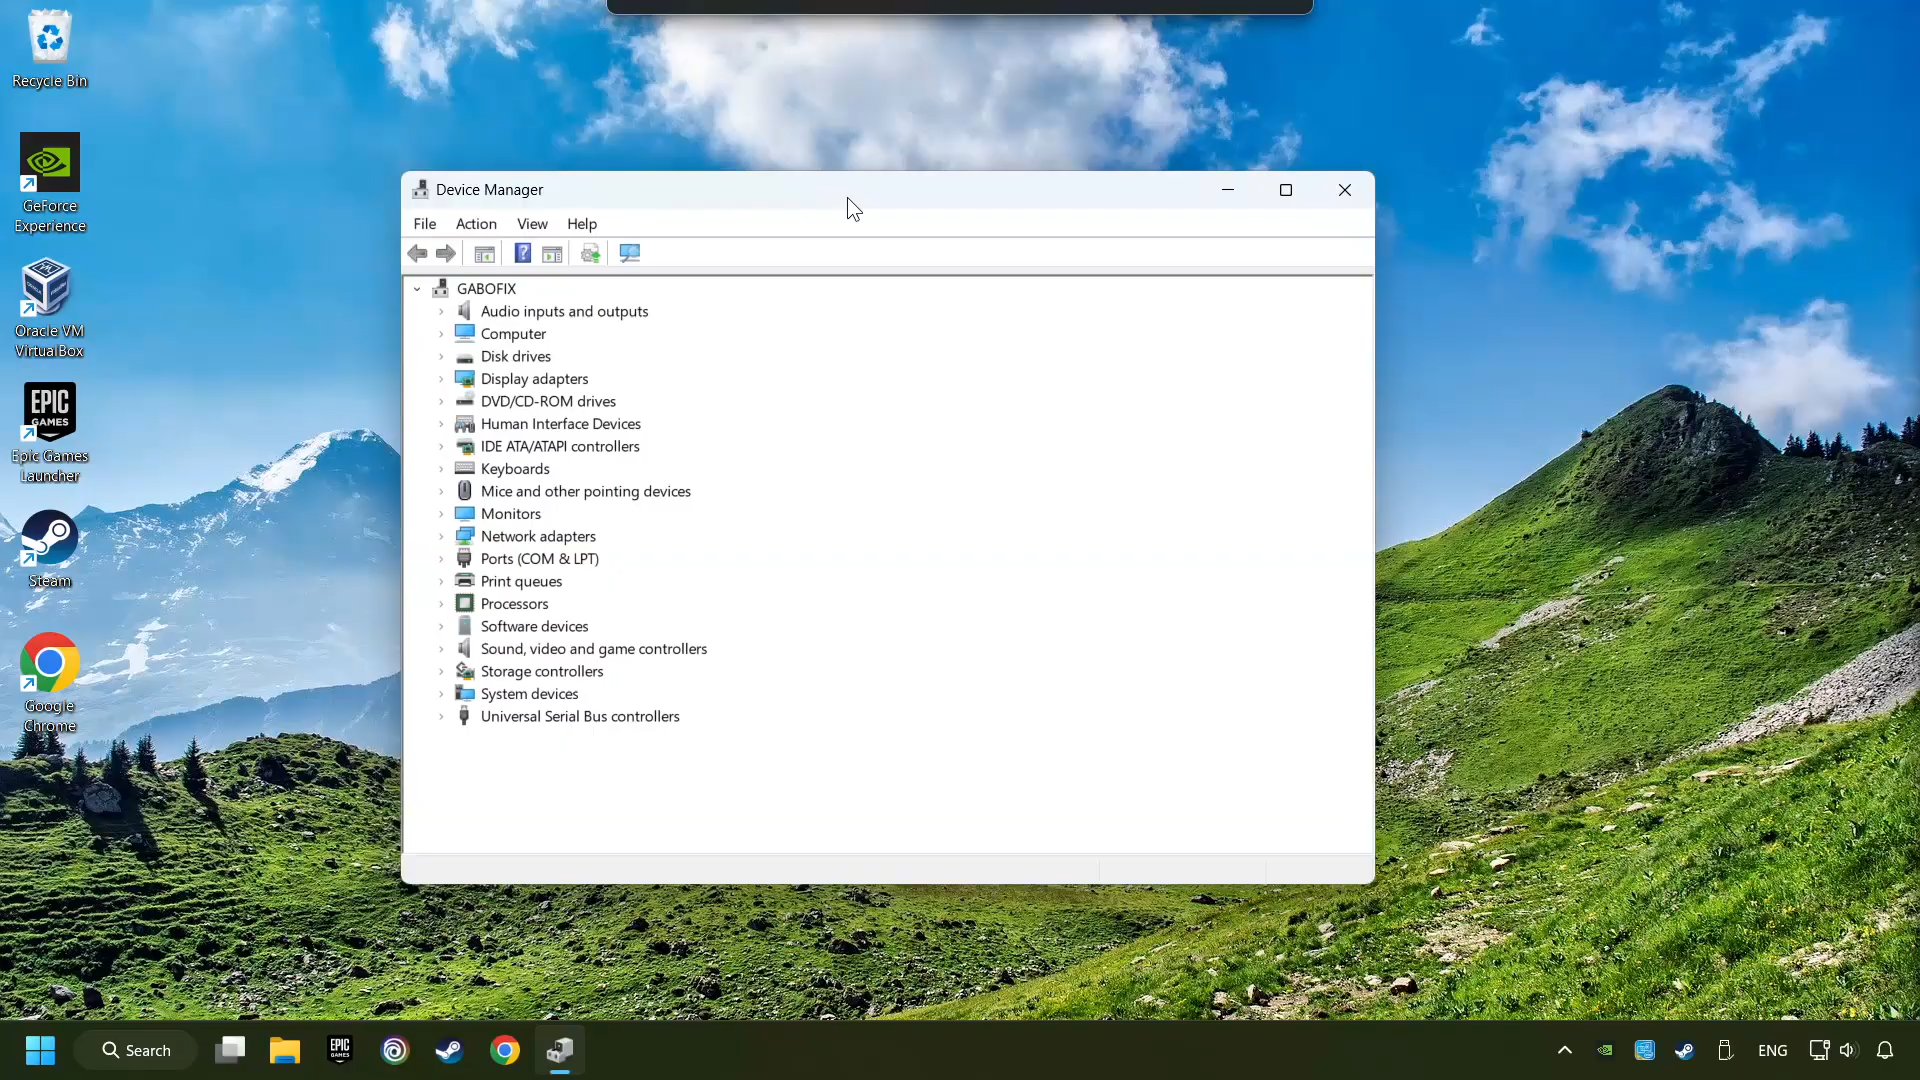 Recycle Bin
GeForce
Experience
Oracle VM
VirtualBox
EPIC
GAMES
Epic Games
Launcher
Steam
Google
Chrome
Device Manager
File Action View Help
GABOFIX
Audio inputs and outputs
Computer
Disk drives
Display adapters
DVD/CD-ROM drives
Human Interface Devices
IDE ATA/ATAPI controllers
Keyboards
Mice and other pointing devices
Monitors
Network adapters
Ports (COM & LPT)
Print queues
Processors
Software devices
Sound, video and game controllers
Storage controllers
System devices
Universal Serial Bus controllers
Search
EPIC
GAMES
ENG